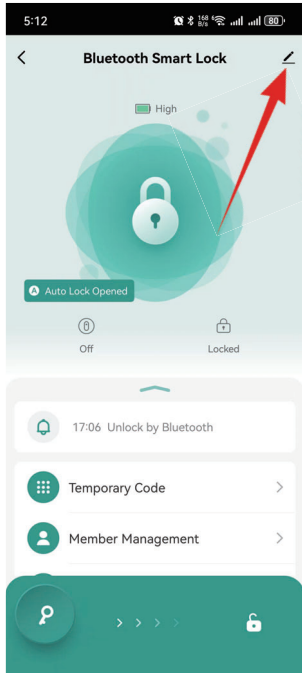 5:12
168 B/s 80
Bluetooth Smart Lock
High
A Auto Lock Opened
Off
Locked
17:06 Unlock by Bluetooth
Temporary Code
Member Management